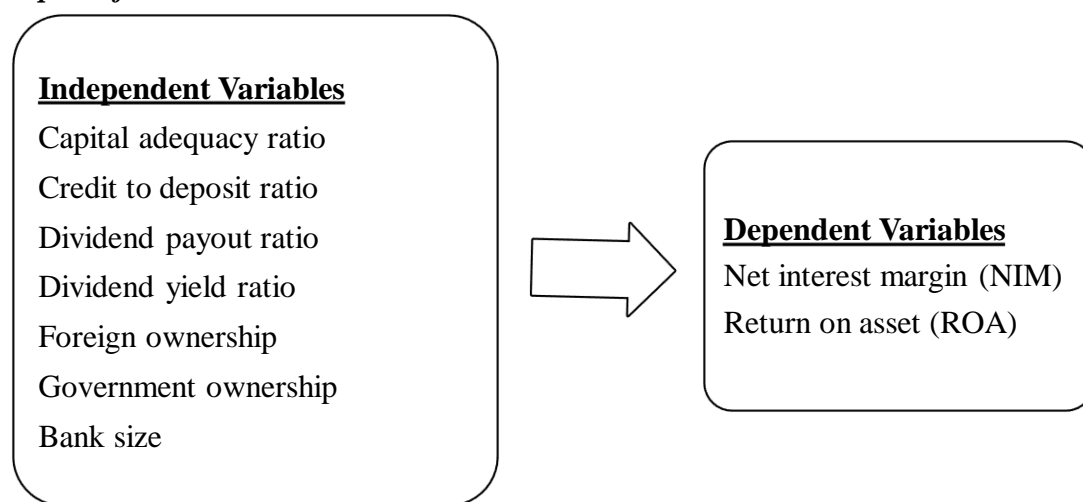 Independent Variables
Capital adequacy ratio
Credit to deposit ratio
Dividend payout ratio
Dividend yield ratio
Foreign ownership
Government ownership
Bank size
Dependent Variables
Net interest margin (NIM)
Return on asset (ROA)